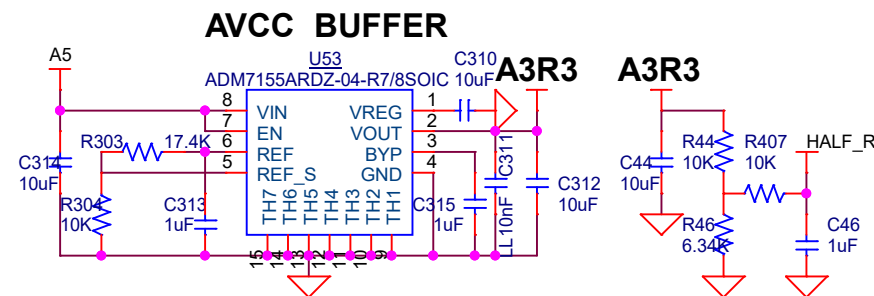 AVCC BUFFER
A5
U53
ADM7155ARDZ-04-R7/8SOIC
C310
10uF
A3R3
A3R3
8
7
6
5
VIN
EN
REF
REF_S
VREG
VOUT
BYP
GND
1
2
3
4
TH7
TH6
TH5
TH4
TH3
TH2
TH1
15
14
13
12
11
10
9
R303
17.4K
C314
10uF
R304
10K
C313
1uF
C315
1uF
C311
LL 10nF
C312
10uF
C44
10uF
R44
10K
R407
10K
HALF_R
R46
6.34K
C46
1uF